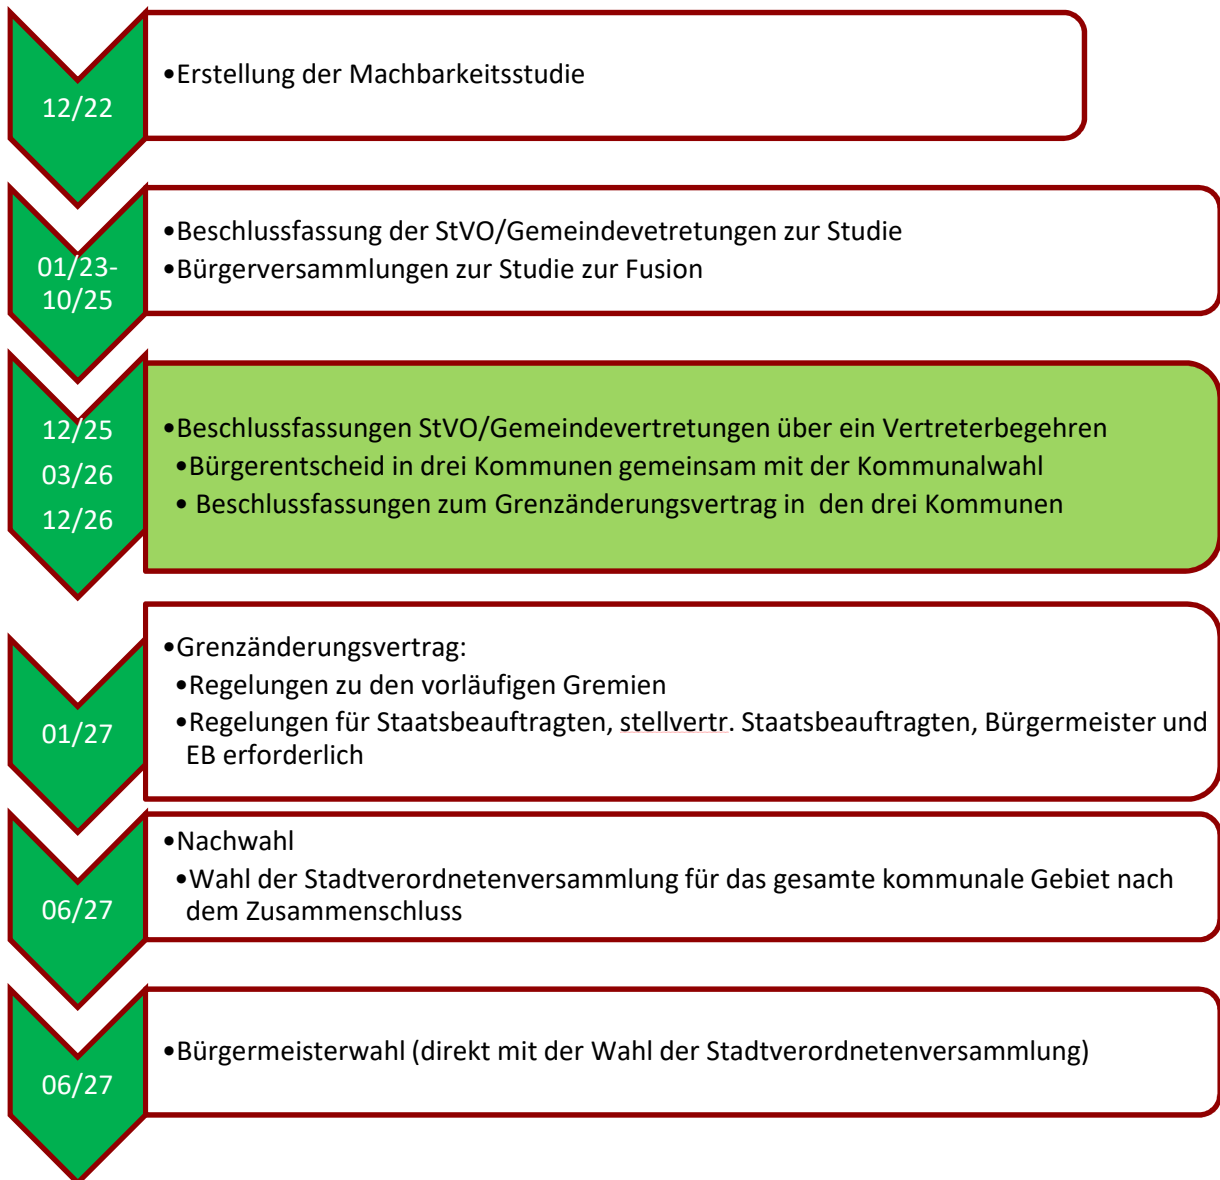 12/22
•Erstellung der Machbarkeitsstudie
01/23-
10/25
•Beschlussfassung der StVO/Gemeindevetretungen zur Studie
•Bürgerversammlungen zur Studie zur Fusion
12/25
03/26
12/26
•Beschlussfassungen StVO/Gemeindevertretungen über ein Vertreterbegehren
•Bürgerentscheid in drei Kommunen gemeinsam mit der Kommunalwahl
• Beschlussfassungen zum Grenzänderungsvertrag in den drei Kommunen
01/27
•Grenzänderungsvertrag:
•Regelungen zu den vorläufigen Gremien
•Regelungen für Staatsbeauftragten, stellvertr. Staatsbeauftragten, Bürgermeister und
EB erforderlich
06/27
•Nachwahl
•Wahl der Stadtverordnetenversammlung für das gesamte kommunale Gebiet nach
dem Zusammenschluss
06/27
•Bürgermeisterwahl (direkt mit der Wahl der Stadtverordnetenversammlung)